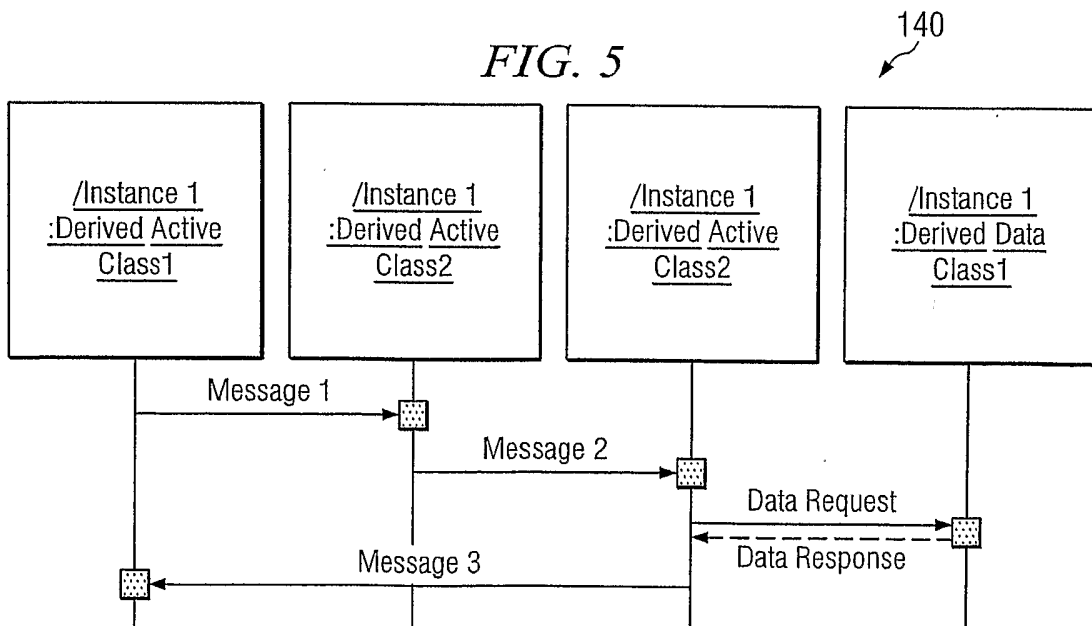 140
FIG. 5
/Instance 1
:Derived Active
Class1
/Instance 1
:Derived Active
Class2
/Instance 1
:Derived Active
Class2
/Instance 1
:Derived Data
Class1
Message 1
Message 2
Data Request
Data Response
Message 3